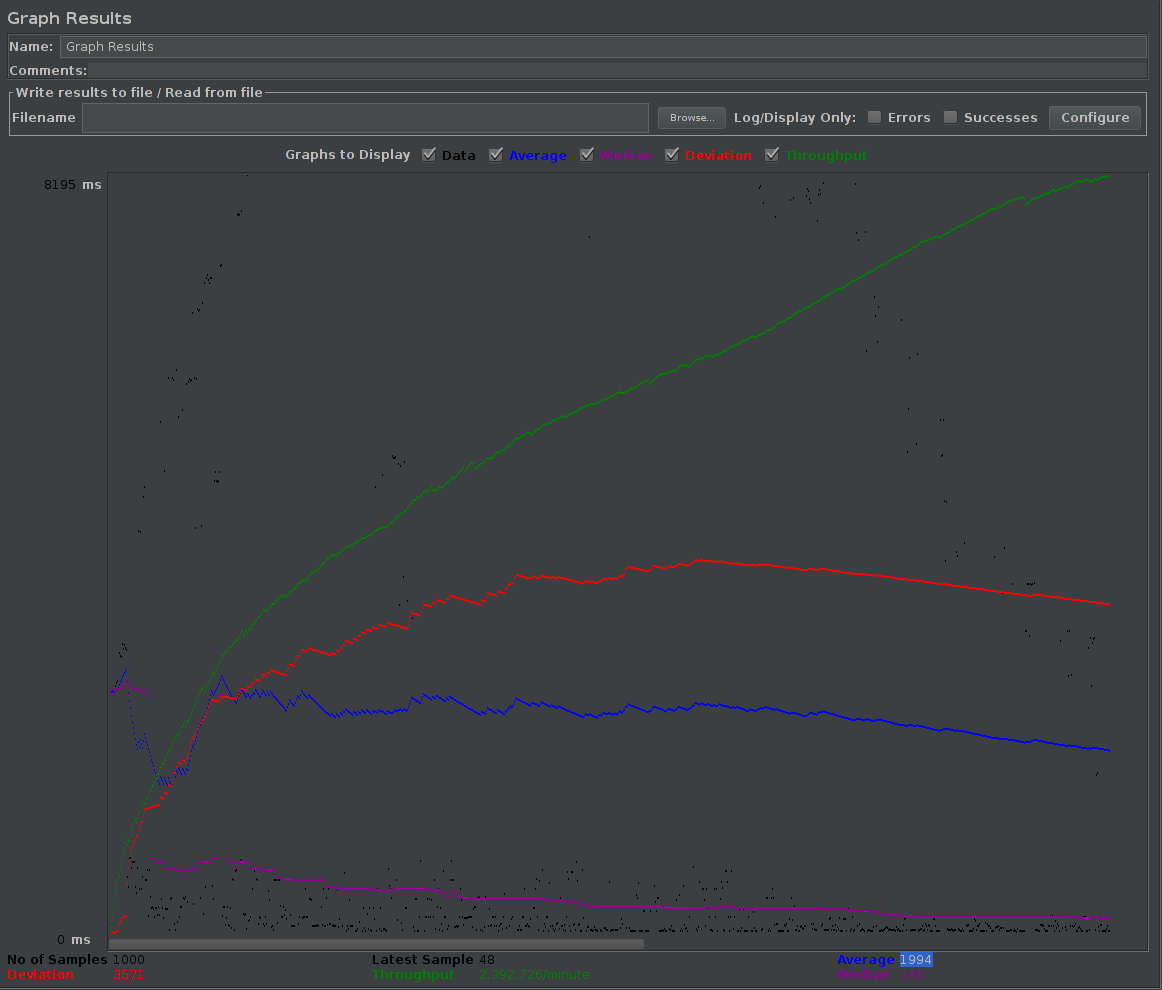 Graph Results
Name: Graph Results
Comments:
Write results to file / Read from file
Filename Browse... Log/Display Only: Errors Successes Configure
Graphs to Display Data Average Median Deviation Throughput
8195 ms
0 ms
No of Samples 1000 Latest Sample 48 Average 1994
Deviation 3571 Throughput 2,392.726/minute Median